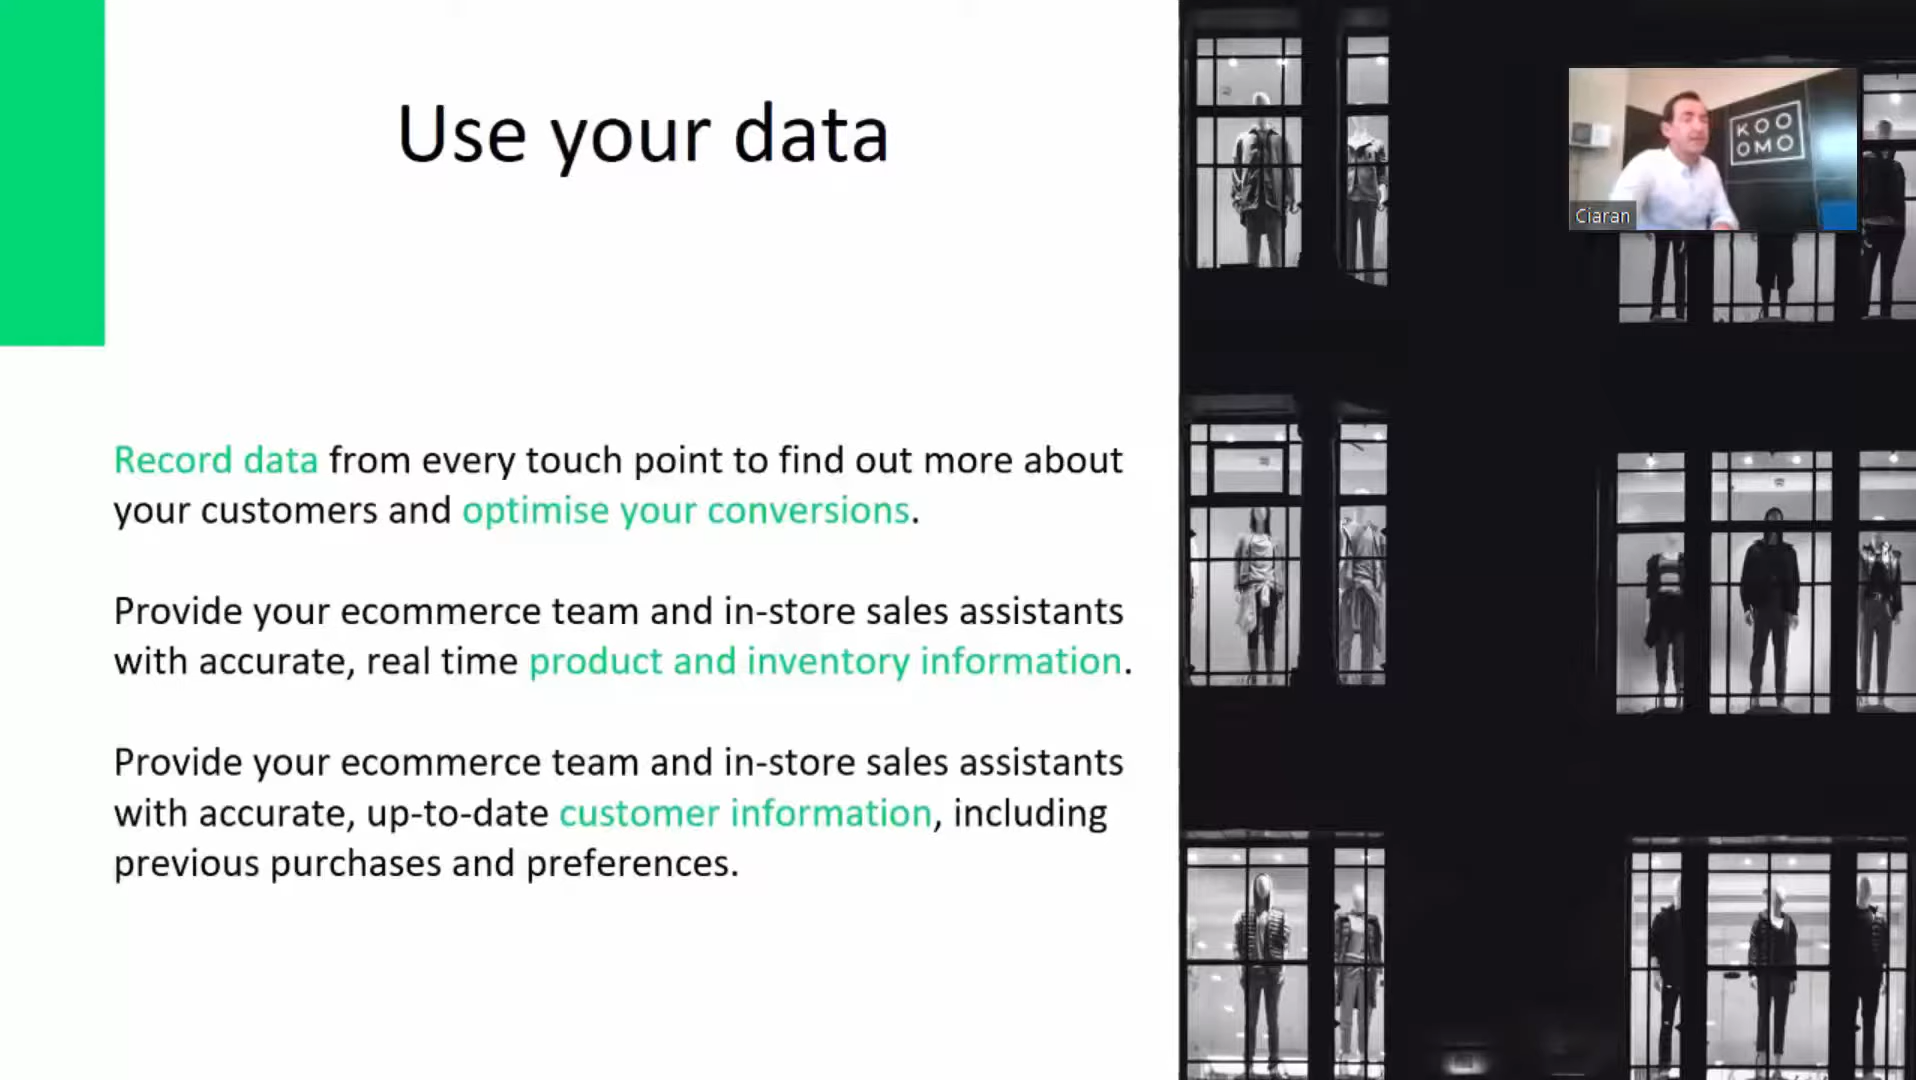 Use your data
KOO
OMO
Ciaran
Record data from every touch point to find out more about
your customers and optimise your conversions.
Provide your ecommerce team and in-store sales assistants
with accurate, real time product and inventory information.
Provide your ecommerce team and in-store sales assistants
with accurate, up-to-date customer information, including
previous purchases and preferences.